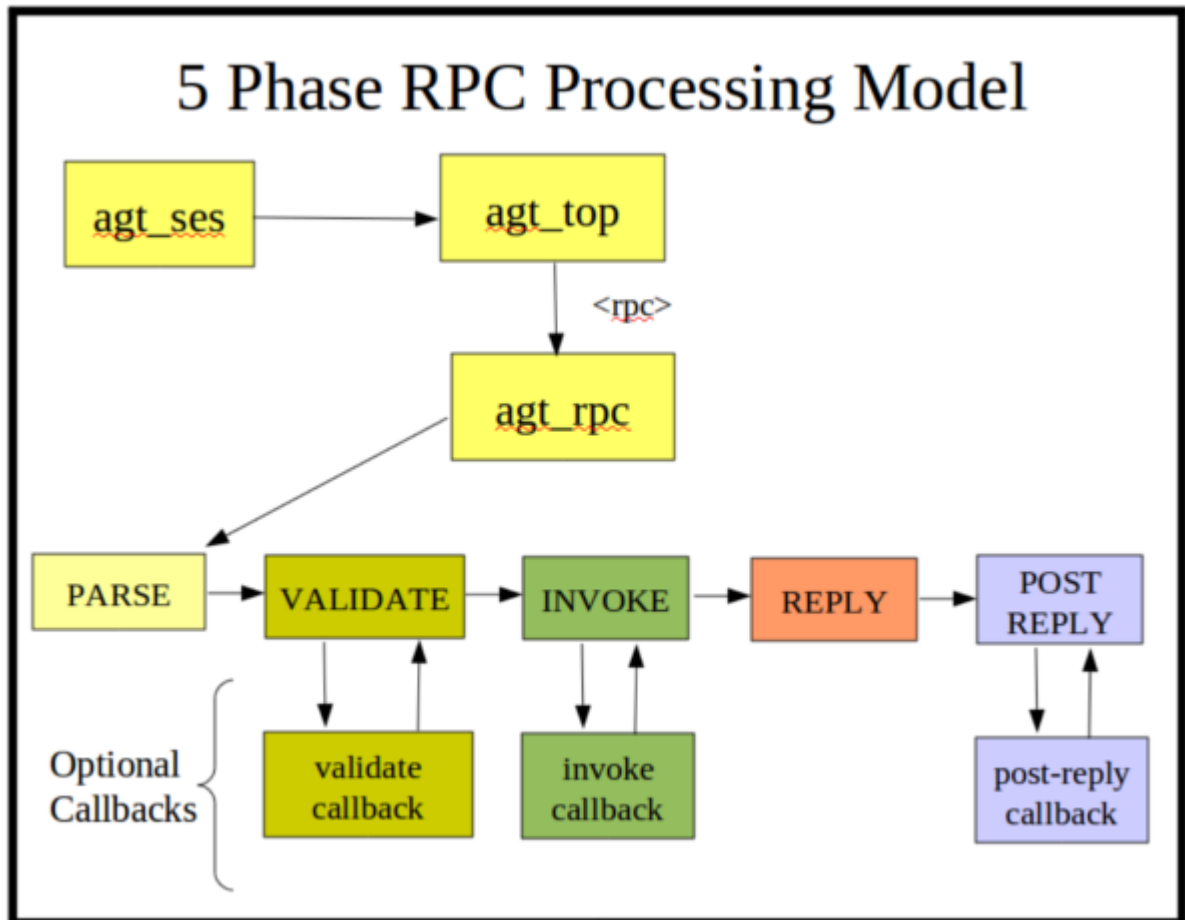 5 Phase RPC Processing Model
agt_ses
agt_top
<rpc>
agt_rpc
PARSE
VALIDATE
INVOKE
REPLY
POST
REPLY
Optional
Callbacks
validate
callback
invoke
callback
post-reply
callback